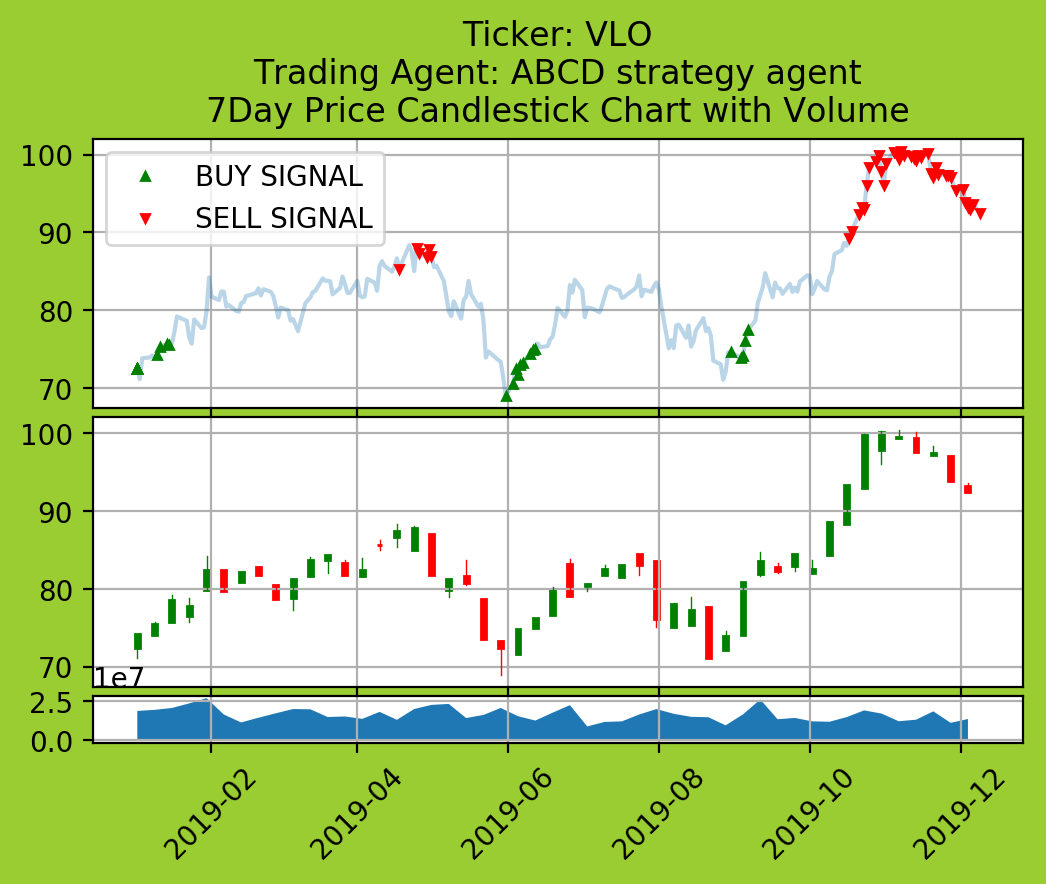 Ticker: VLO
Trading Agent: ABCD strategy agent
7Day Price Candlestick Chart with Volume
100
90
80
70
BUY SIGNAL
SELL SIGNAL
100
90
80
70
1e7
2.5
0.0
2019-02
2019-04
2019-06
2019-08
2019-10
2019-12